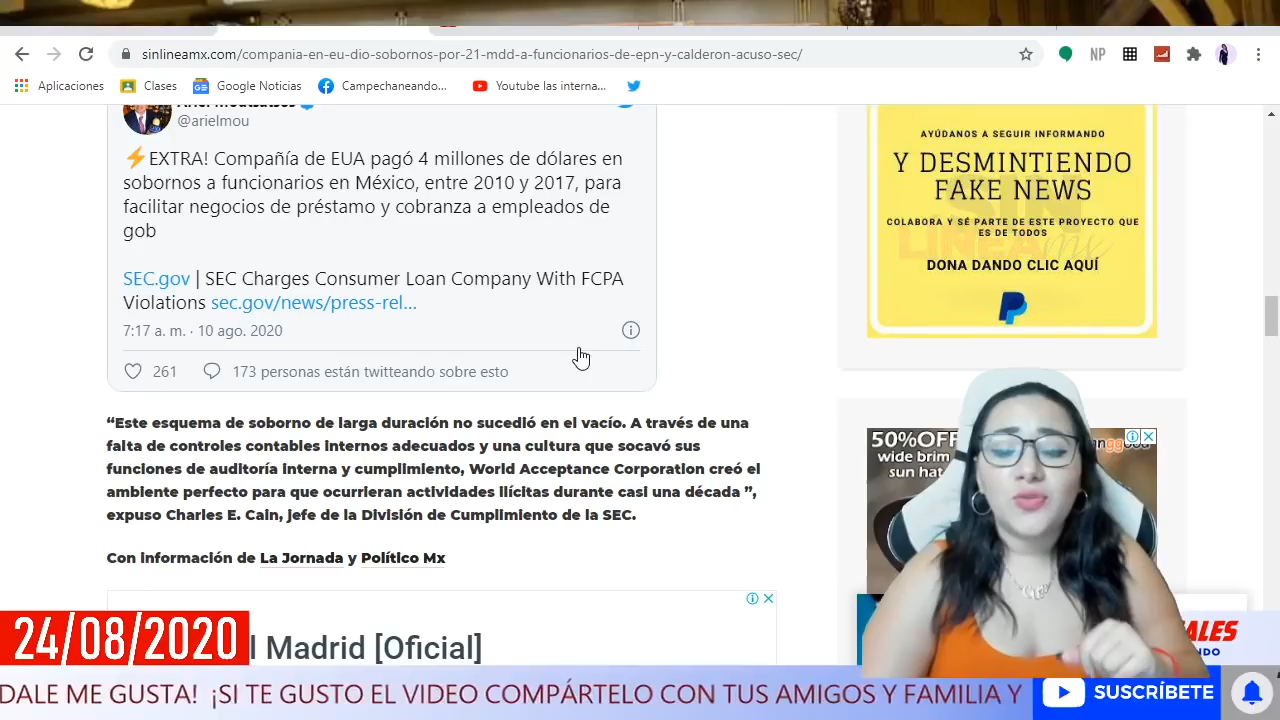 sinlineamx.com/compania-en-eu-dio-sobornos-por-21-mdd-a-funcionarios-de-epn-y-calderon-acuso-sec/
NP
Aplicaciones
Clases
Google Noticias
Campechaneando...
Youtube las interna...
@arielmou
⚡EXTRA! Compañía de EUA pagó 4 millones de dólares en
sobornos a funcionarios en México, entre 2010 y 2017, para
facilitar negocios de préstamo y cobranza a empleados de
gob
SEC.gov | SEC Charges Consumer Loan Company With FCPA
Violations sec.gov/news/press-rel...
7:17 a. m. · 10 ago. 2020
261
173 personas están twitteando sobre esto
“Este esquema de soborno de larga duración no sucedió en el vacío. A través de una
falta de controles contables internos adecuados y una cultura que socavó sus
funciones de auditoría interna y cumplimiento, World Acceptance Corporation creó el
ambiente perfecto para que ocurrieran actividades ilícitas durante casi una década ”,
expuso Charles E. Cain, jefe de la División de Cumplimiento de la SEC.
Con información de La Jornada y Político Mx
AYÚDANOS A SEGUIR INFORMANDO
Y DESMINTIENDO
FAKE NEWS
COLABORA Y SÉ PARTE DE ESTE PROYECTO QUE
ES DE TODOS
DONA DANDO CLIC AQUÍ
50%OFF
wide brim
sun hat
24/08/2020
l Madrid [Oficial]
DALE ME GUSTA! ¡SI TE GUSTO EL VIDEO COMPÁRTELO CON TUS AMIGOS Y FAMILIA Y
SUSCRÍBETE